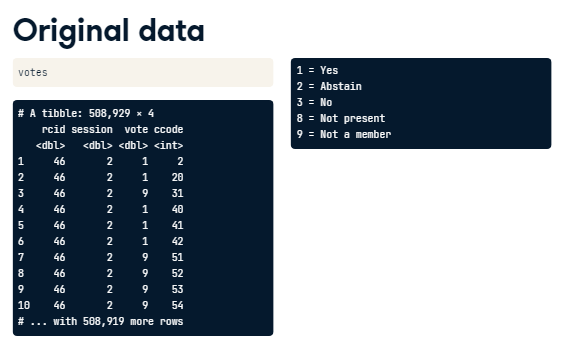 Original data
votes
# A tibble: 508,929 × 4
rcid session vote ccode
<dbl> <dbl> <dbl> <int>
1 46 2 1 2
2 46 2 1 20
3 46 2 9 31
4 46 2 1 40
5 46 2 1 41
6 46 2 1 42
7 46 2 9 51
8 46 2 9 52
9 46 2 9 53
10 46 2 9 54
# ... with 508,919 more rows
1 = Yes
2 = Abstain
3 = No
8 = Not present
9 = Not a member